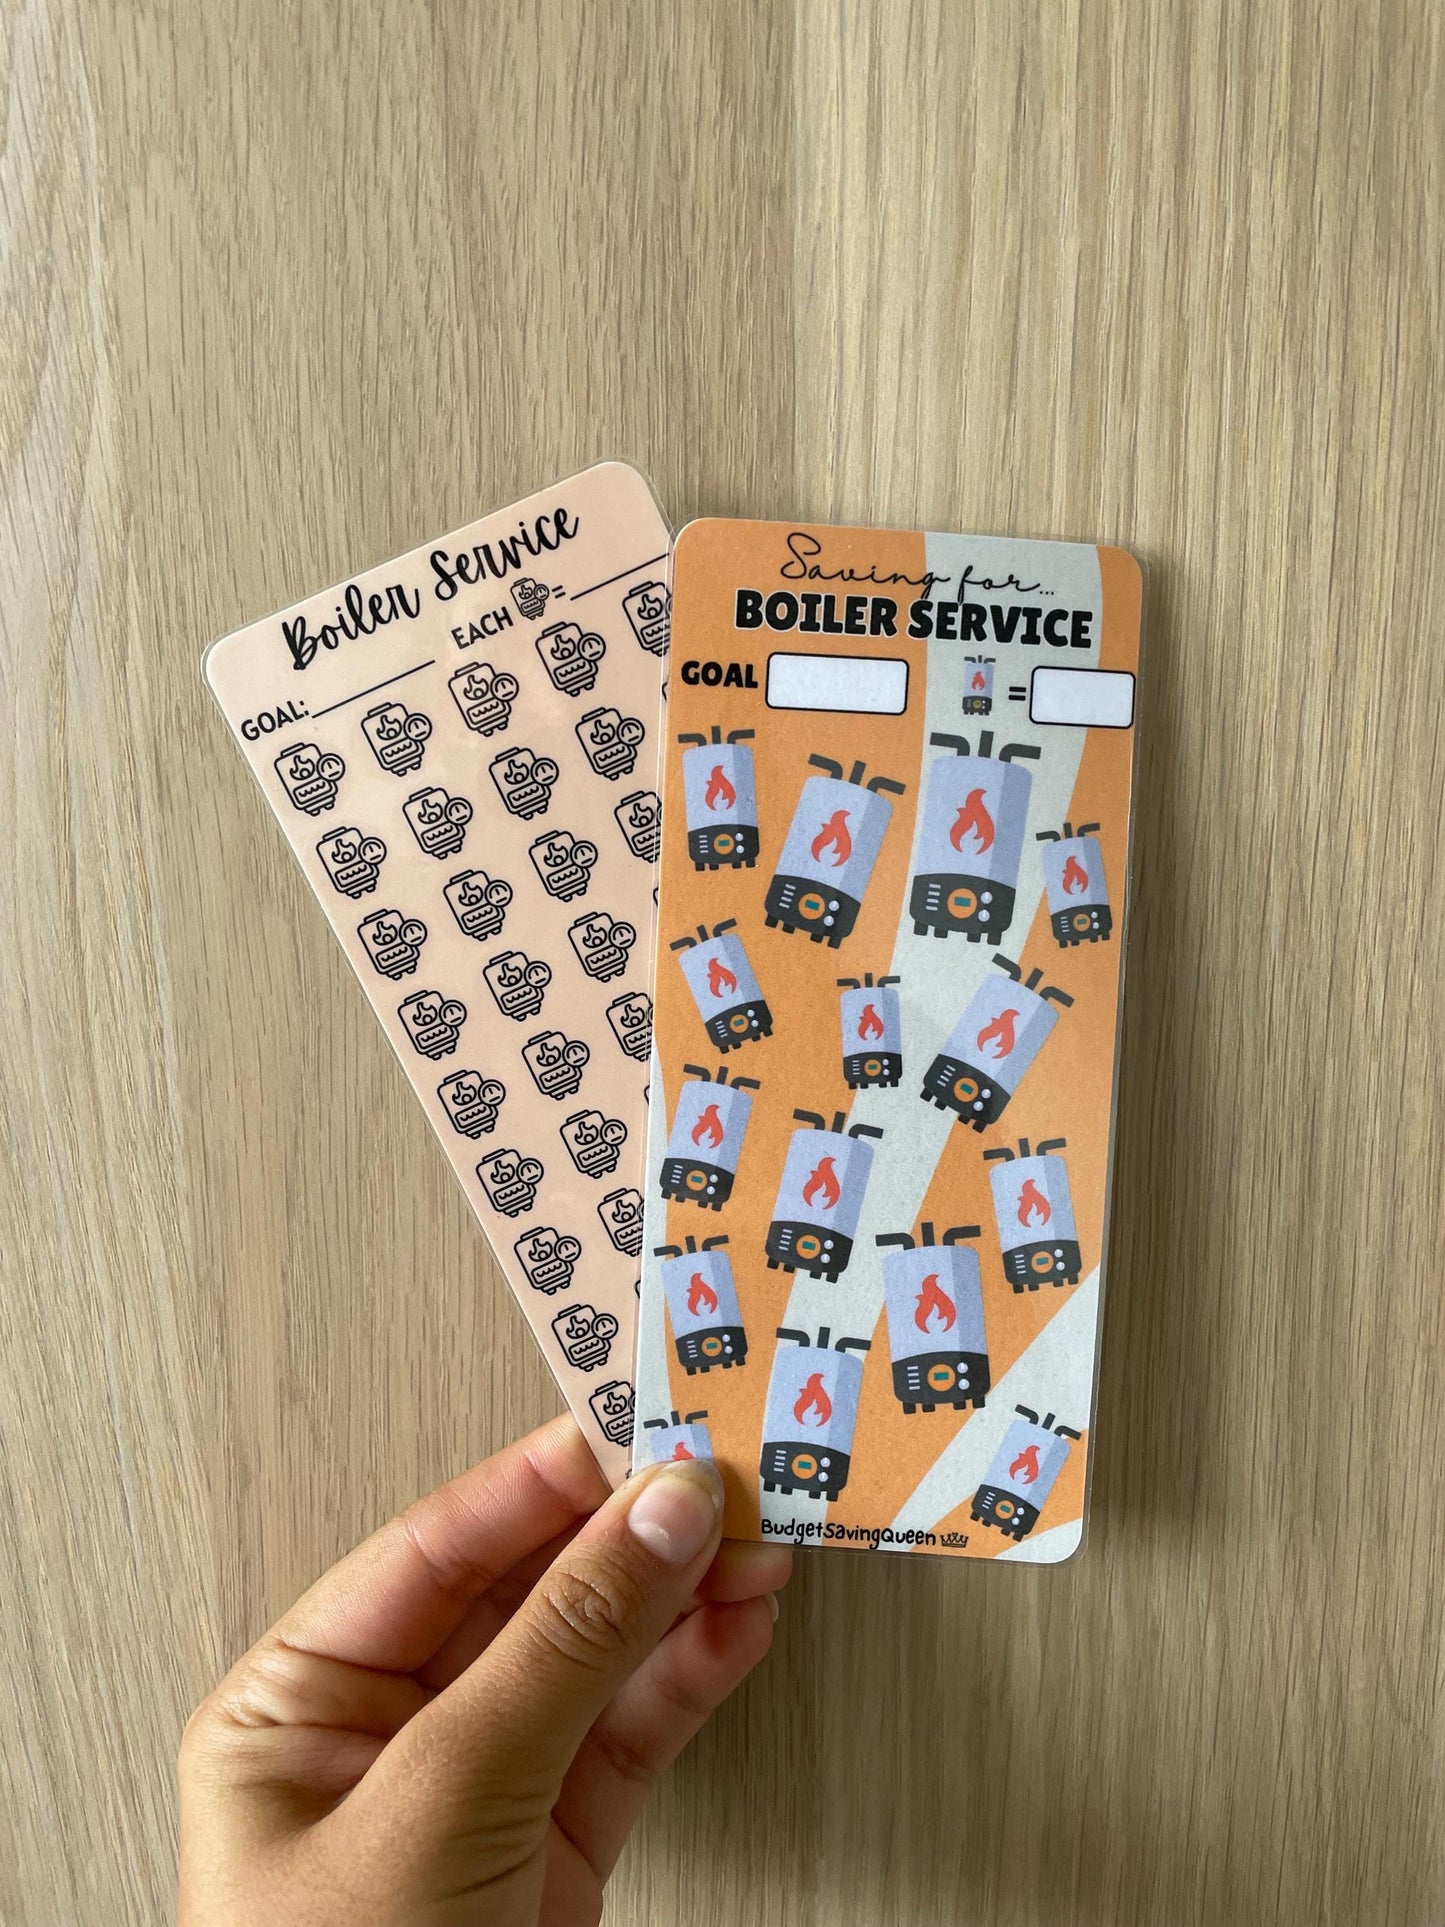 Boiler Service
EACH =
GOAL:
Saving for...
BOILER SERVICE
GOAL =
BudgetSavingQueen